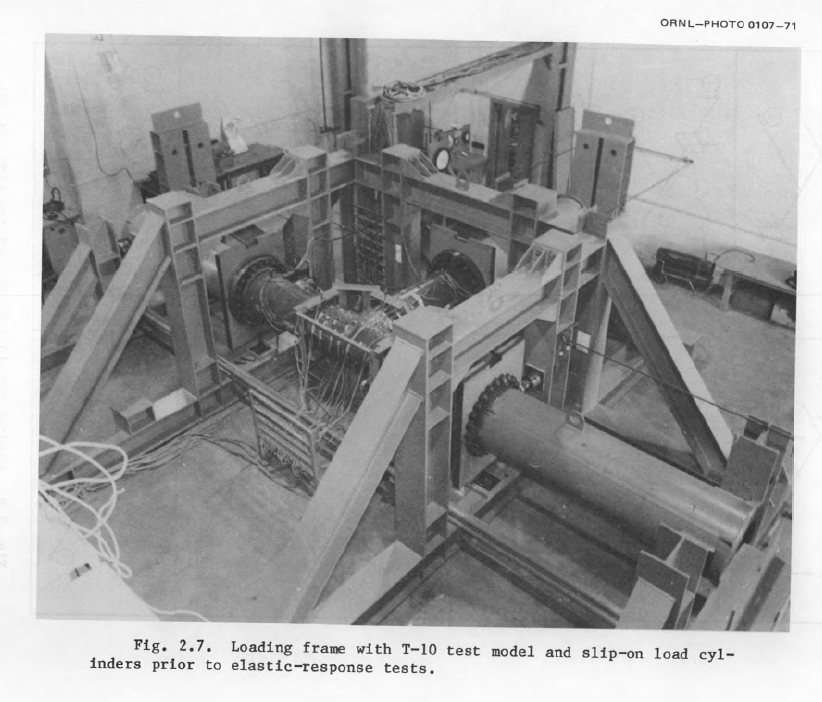 ORNL—PHOTO 0107—71
Fig. 2.7. Loading frame with T-10 test model and slip-on load cyl-
inders prior to elastic-response tests.